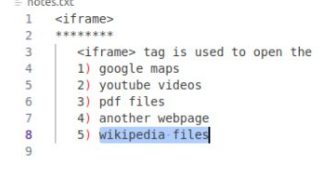 notes.txt
1 <iframe>
2 ********
3 <iframe> tag is used to open the
4 1) google maps
5 2) youtube videos
6 3) pdf files
7 4) another webpage
8 5) wikipedia files
9